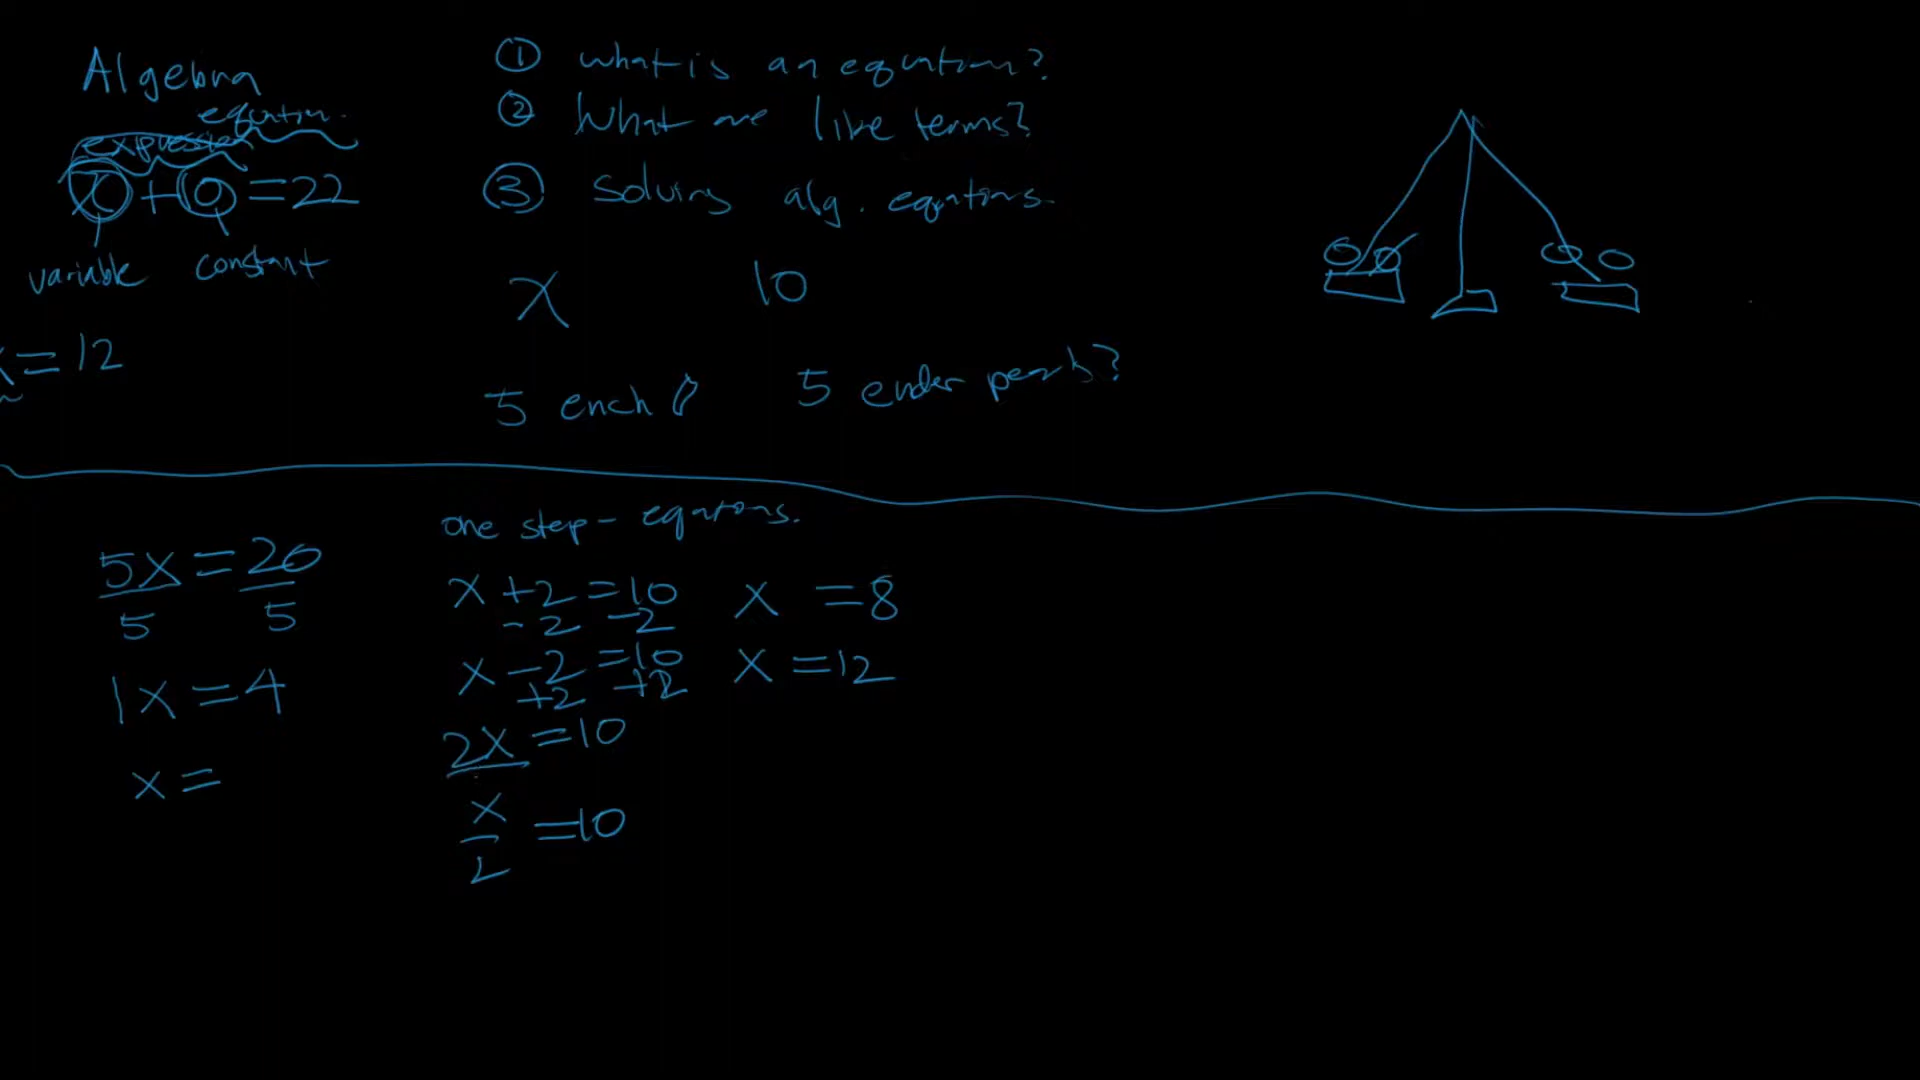 Algebra
equation.
expression
x + 10 = 22
variable constant
x = 12
① what is an equation?
② What are like terms?
③ Solving alg. equations.
x 10
5 ench
5 ender pearls?
5x = 20
5 5
1x = 4
x =
one step - equations.
x + 2 = 10 x = 8
- 2 - 2
x - 2 = 10 x = 12
+2 +2
2x = 10
x
— = 10
2